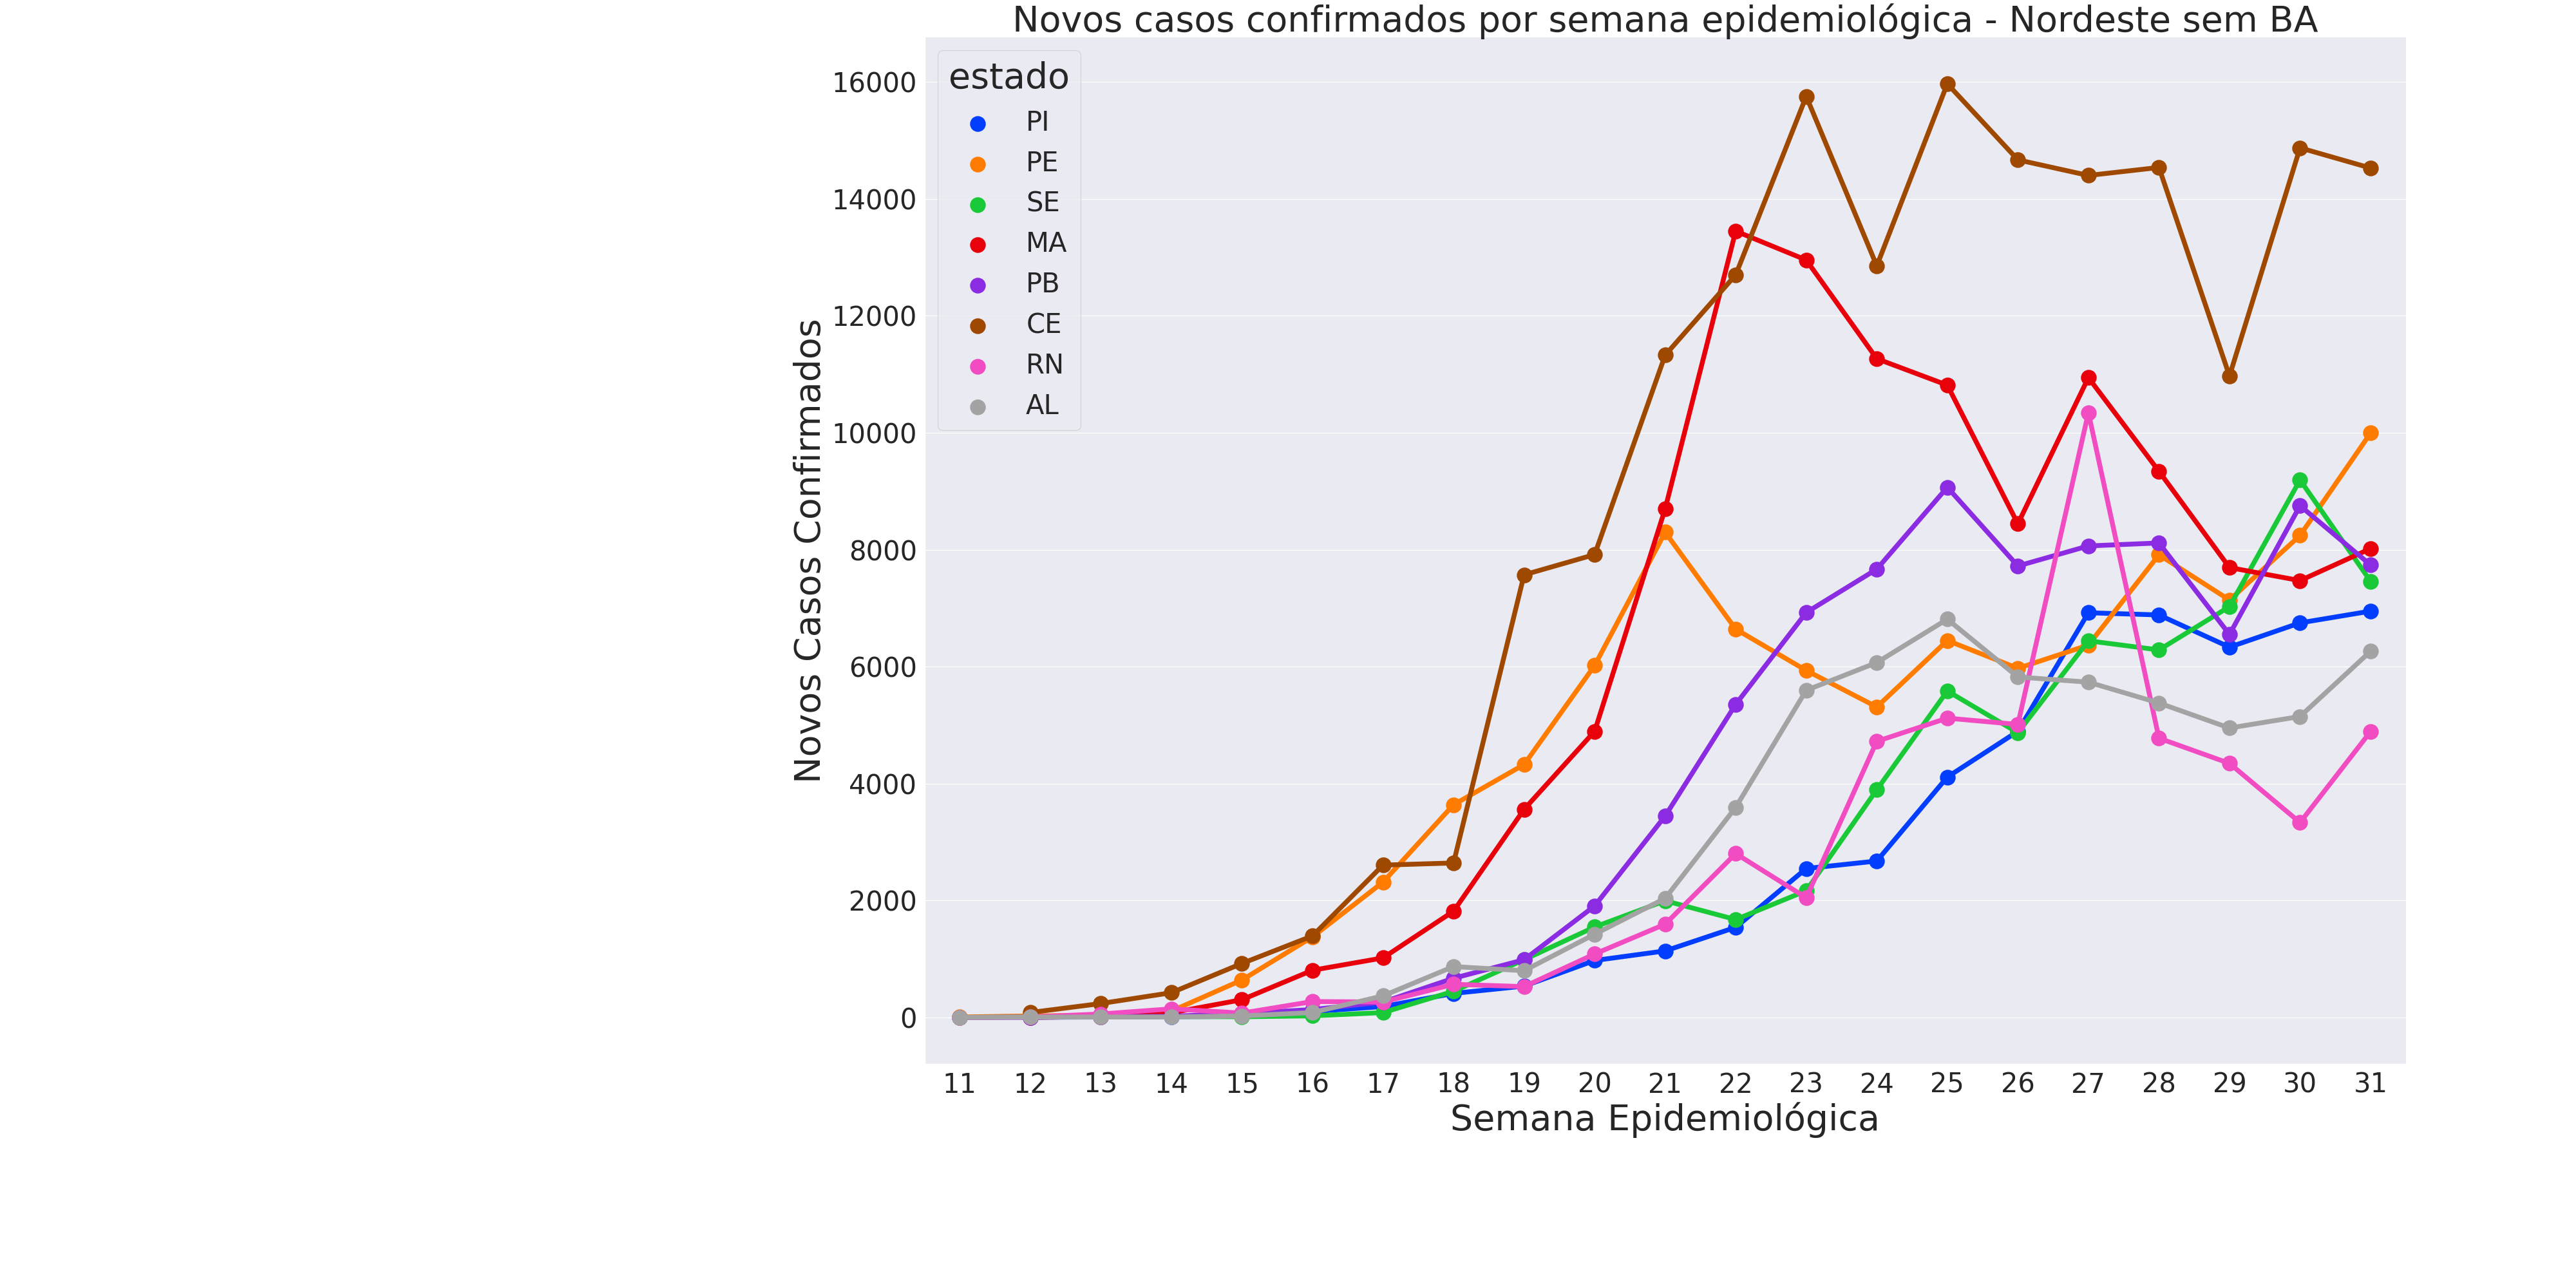 Novos casos confirmados por semana epidemiológica - Nordeste sem BA
estado
PI
PE
SE
MA
PB
CE
RN
AL
Novos Casos Confirmados
16000
14000
12000
10000
8000
6000
4000
2000
0
11 12 13 14 15 16 17 18 19 20 21 22 23 24 25 26 27 28 29 30 31
Semana Epidemiológica